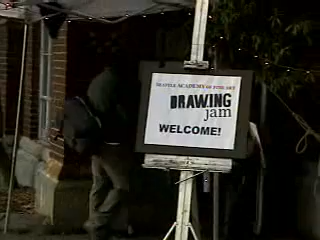 SEATTLE ACADEMY OF FINE ART
DRAWING
jam
WELCOME!